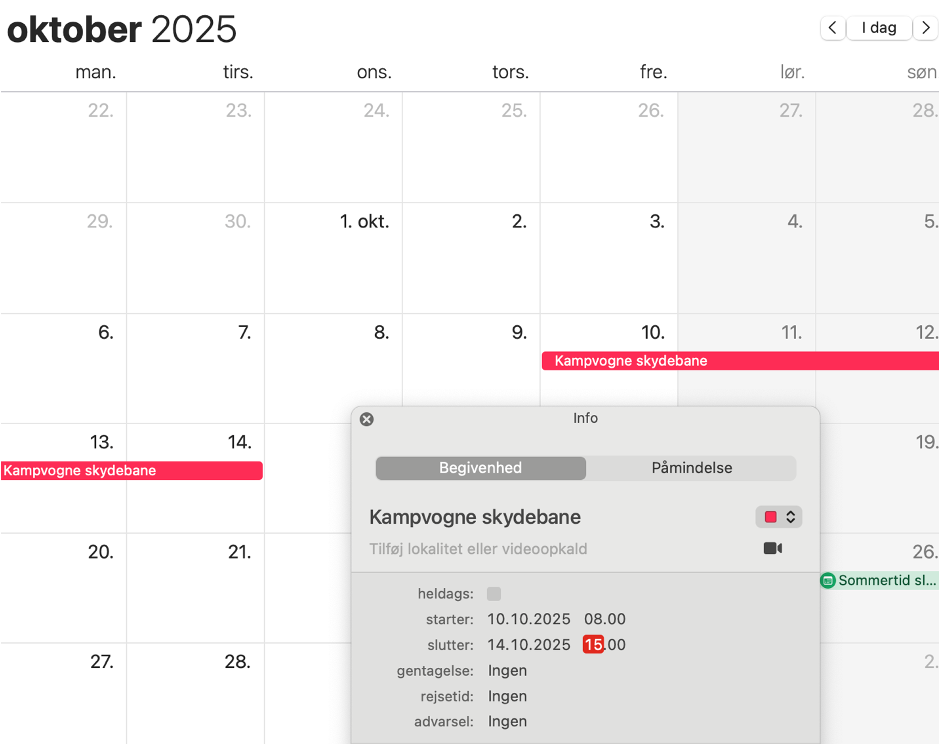 oktober 2025
I dag
man. tirs. ons. tors. fre. lør. søn
22. 23. 24. 25. 26. 27. 28.
29. 30. 1. okt. 2. 3. 4. 5.
6. 7. 8. 9. 10. 11. 12.
Kampvogne skydebane
13. 14. 19.
Kampvogne skydebane
20. 21. 26.
Sommertid sl...
27. 28. 2.
Info
Begivenhed Påmindelse
Kampvogne skydebane
Tilføj lokalitet eller videoopkald
heldags:
starter: 10.10.2025 08.00
slutter: 14.10.2025 15.00
gentagelse: Ingen
rejsetid: Ingen
advarsel: Ingen